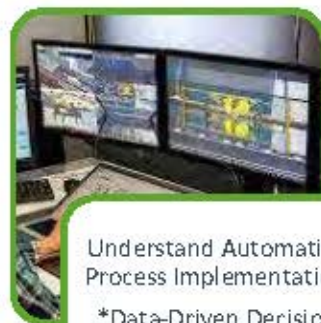 Understand Automati
Process Implementati
*Data-Driven Decisio